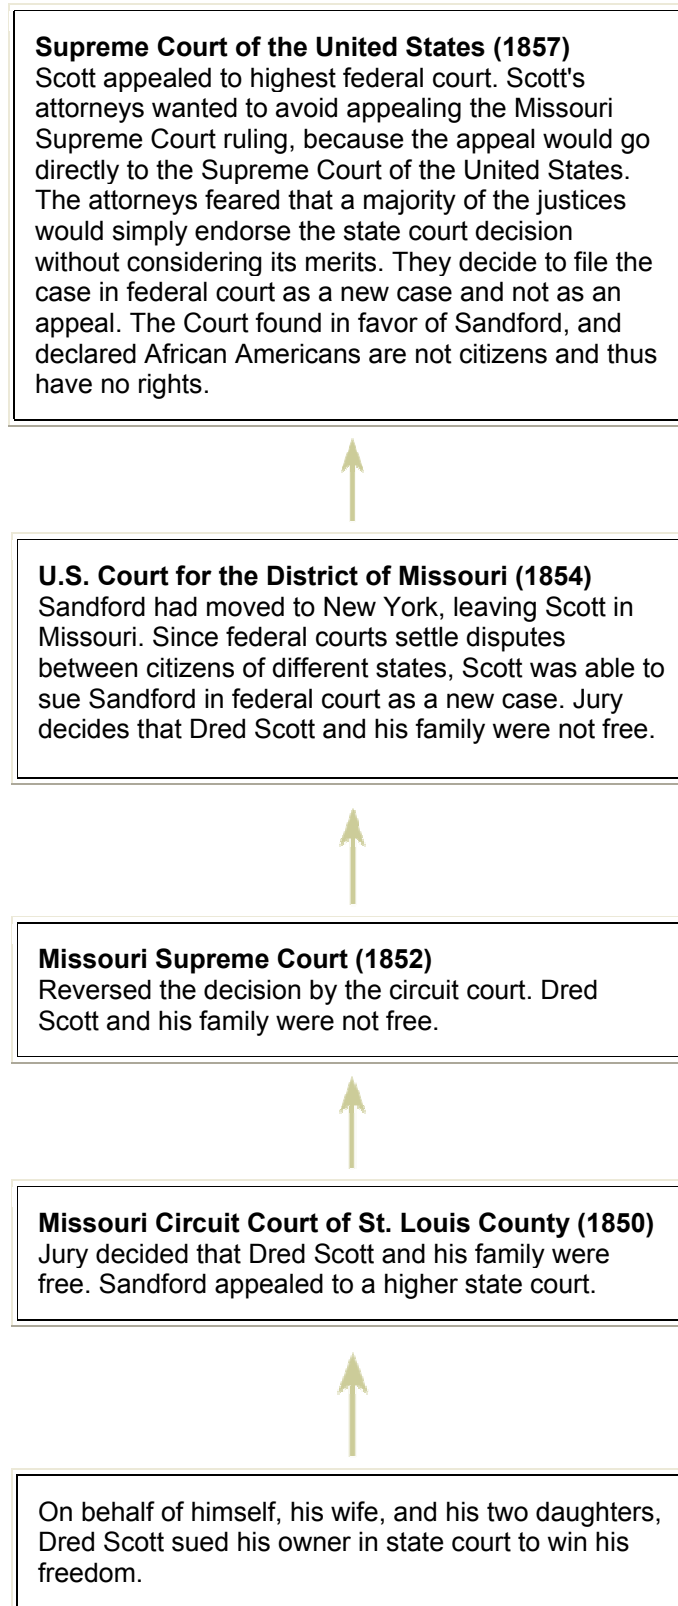 Supreme Court of the United States (1857)
Scott appealed to highest federal court. Scott's
attorneys wanted to avoid appealing the Missouri
Supreme Court ruling, because the appeal would go
directly to the Supreme Court of the United States.
The attorneys feared that a majority of the justices
would simply endorse the state court decision
without considering its merits. They decide to file the
case in federal court as a new case and not as an
appeal. The Court found in favor of Sandford, and
declared African Americans are not citizens and thus
have no rights.
U.S. Court for the District of Missouri (1854)
Sandford had moved to New York, leaving Scott in
Missouri. Since federal courts settle disputes
between citizens of different states, Scott was able to
sue Sandford in federal court as a new case. Jury
decides that Dred Scott and his family were not free.
Missouri Supreme Court (1852)
Reversed the decision by the circuit court. Dred
Scott and his family were not free.
Missouri Circuit Court of St. Louis County (1850)
Jury decided that Dred Scott and his family were
free. Sandford appealed to a higher state court.
On behalf of himself, his wife, and his two daughters,
Dred Scott sued his owner in state court to win his
freedom.